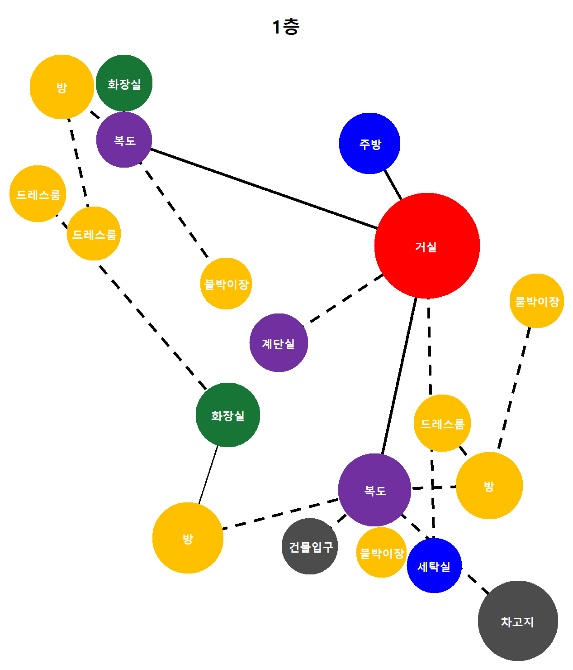 1층
방
화장실
복도
주방
드레스룸
드레스룸
거실
붙박이장
붙박이장
계단실
화장실
드레스룸
복도
방
방
건물입구
붙박이장
세탁실
차고지